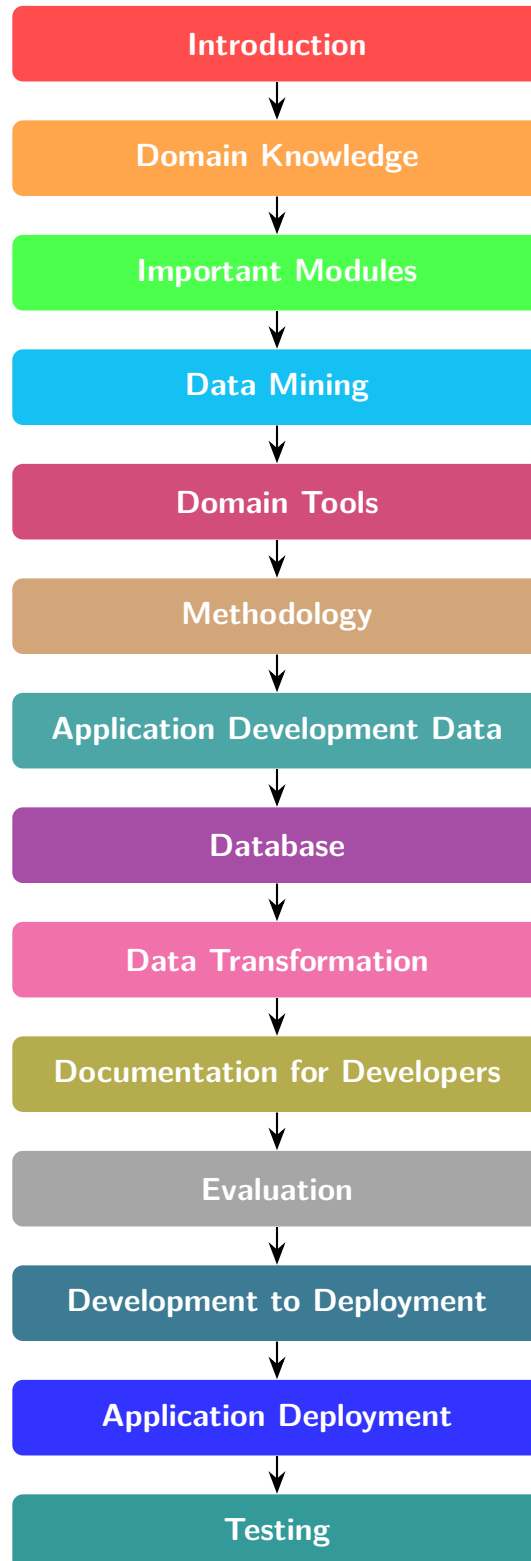 Introduction
Domain Knowledge
Important Modules
Data Mining
Domain Tools
Methodology
Application Development Data
Database
Data Transformation
Documentation for Developers
Evaluation
Development to Deployment
Application Deployment
Testing